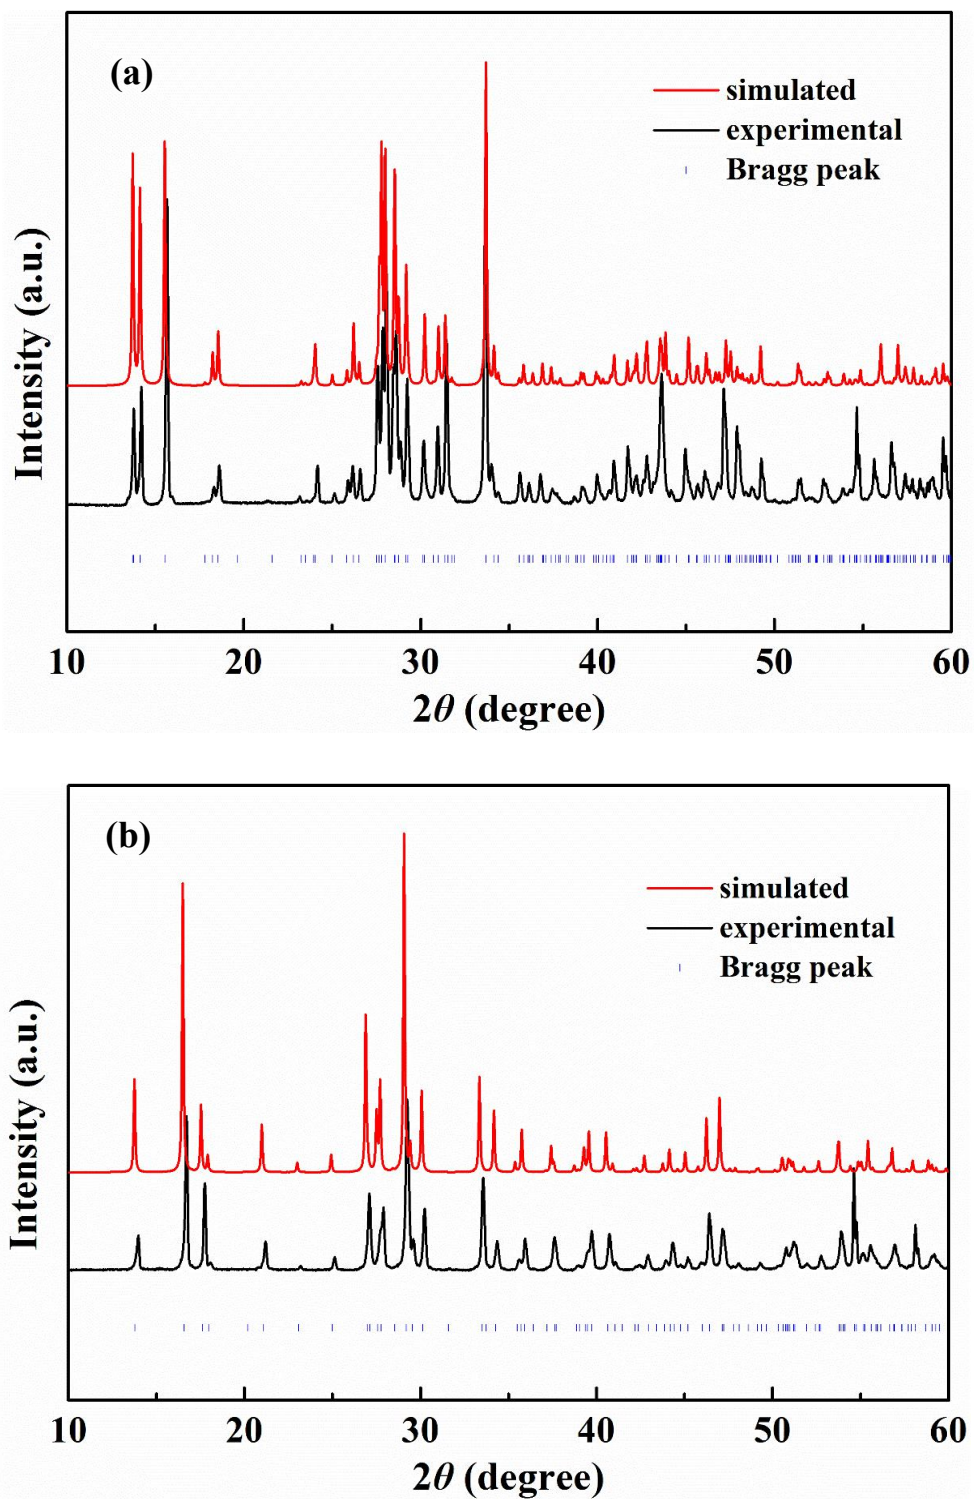 (a)
simulated
experimental
Bragg peak
Intensity (a.u.)
10 20 30 40 50 60
2θ (degree)
(b)
simulated
experimental
Bragg peak
Intensity (a.u.)
10 20 30 40 50 60
2θ (degree)